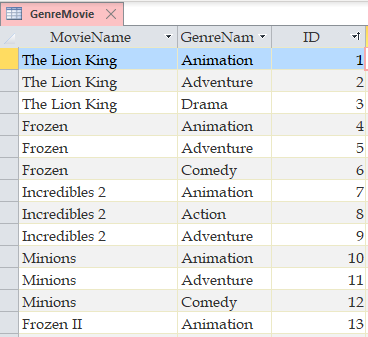 GenreMovie
MovieName GenreNam ID
The Lion King Animation 1
The Lion King Adventure 2
The Lion King Drama 3
Frozen Animation 4
Frozen Adventure 5
Frozen Comedy 6
Incredibles 2 Animation 7
Incredibles 2 Action 8
Incredibles 2 Adventure 9
Minions Animation 10
Minions Adventure 11
Minions Comedy 12
Frozen II Animation 13